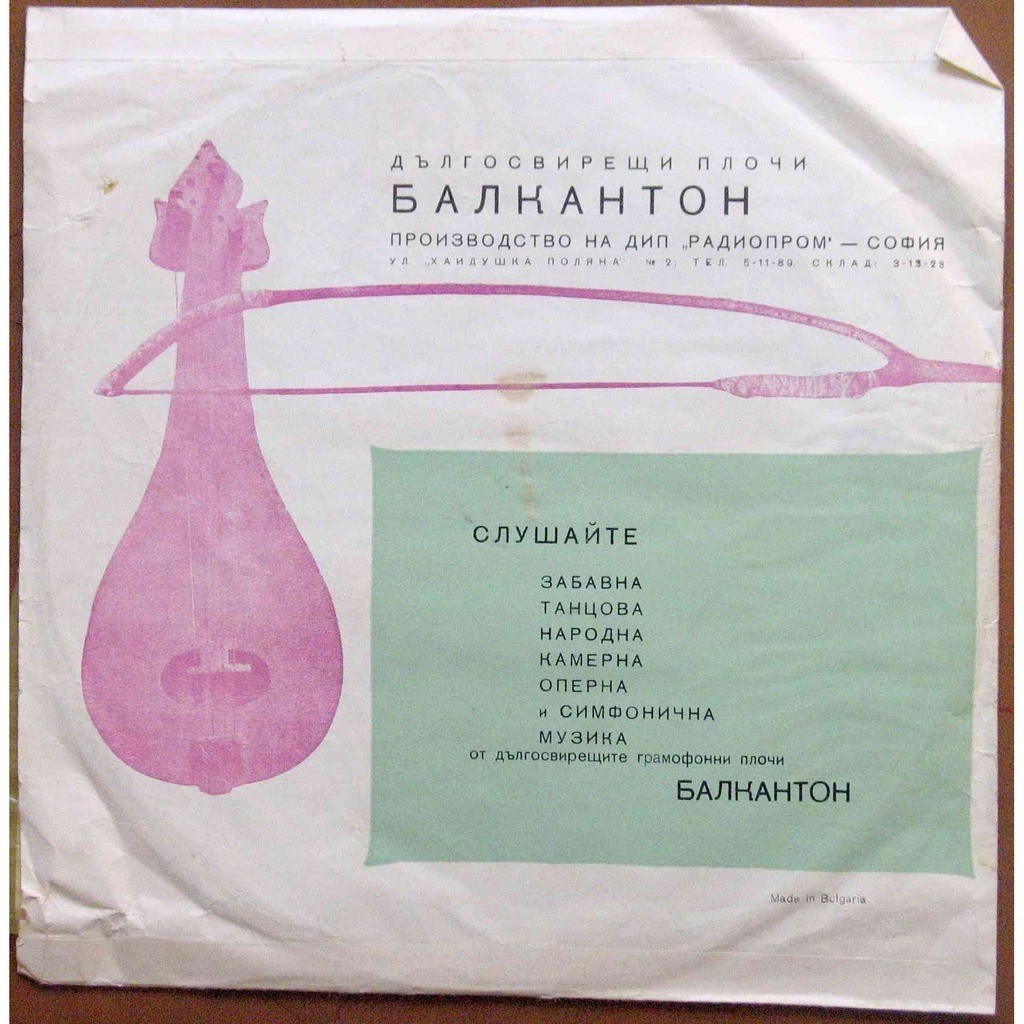 ДЪЛГОСВИРЕЩИ ПЛОЧИ
БАЛКАНТОН
ПРОИЗВОДСТВО НА ДИП „РАДИОПРОМ" — СОФИЯ
УЛ. „ХАЙДУШКА ПОЛЯНА" № 2; ТЕЛ. 5-11-89. СКЛАД: 3-13-28
СЛУШАЙТЕ
ЗАБАВНА
ТАНЦОВА
НАРОДНА
КАМЕРНА
ОПЕРНА
и СИМФОНИЧНА
МУЗИКА
от дългосвирещите грамофонни плочи
БАЛКАНТОН
Made in Bulgaria